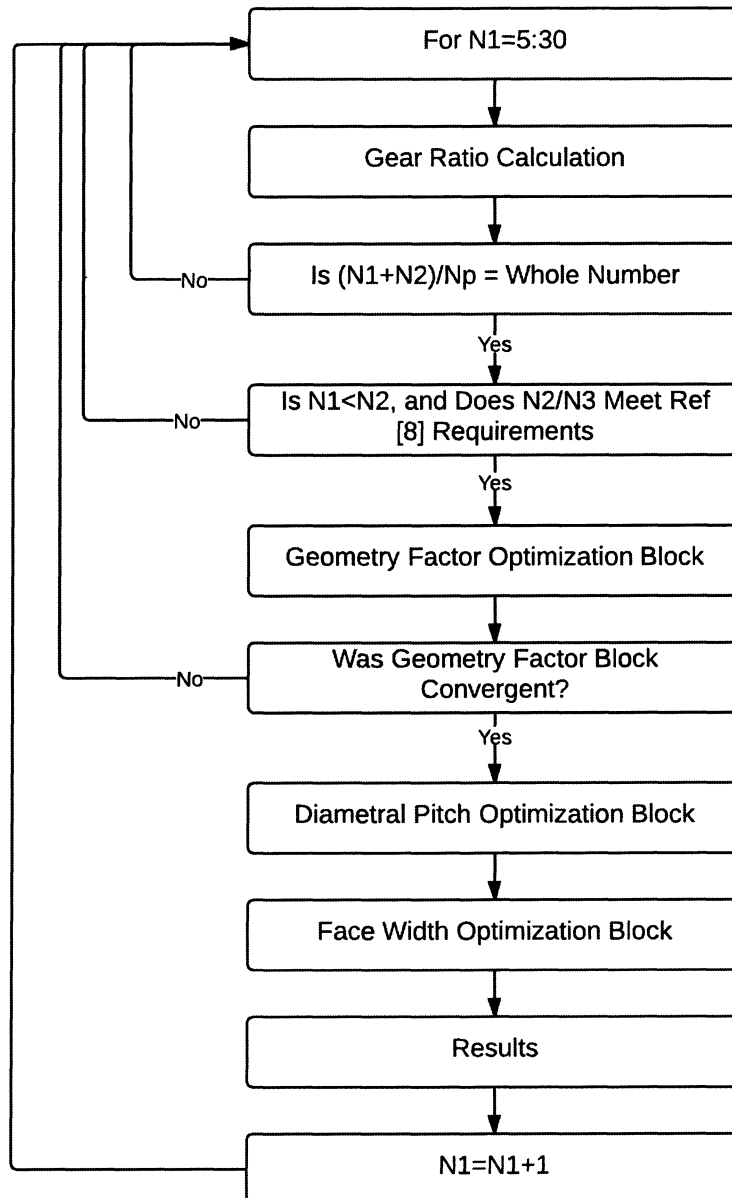 For N1=5:30
Gear Ratio Calculation
Is (N1+N2)/Np = Whole Number
No
Yes
Is N1<N2, and Does N2/N3 Meet Ref
[8] Requirements
No
Yes
Geometry Factor Optimization Block
Was Geometry Factor Block
Convergent?
No
Yes
Diametral Pitch Optimization Block
Face Width Optimization Block
Results
N1=N1+1